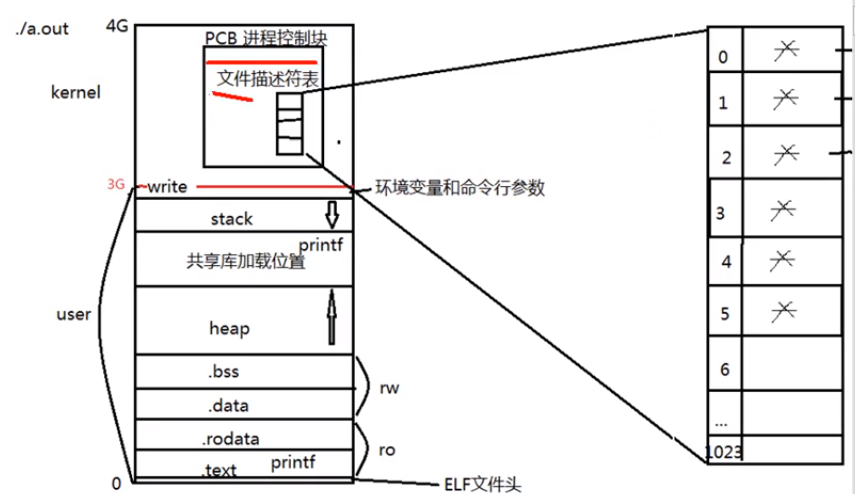 ./a.out
4G
PCB 进程控制块
文件描述符表
kernel
3G
write
环境变量和命令行参数
stack
printf
共享库加载位置
user
heap
.bss
rw
.data
.rodata
ro
.text
printf
0
ELF文件头
0
1
2
3
4
5
6
...
1023